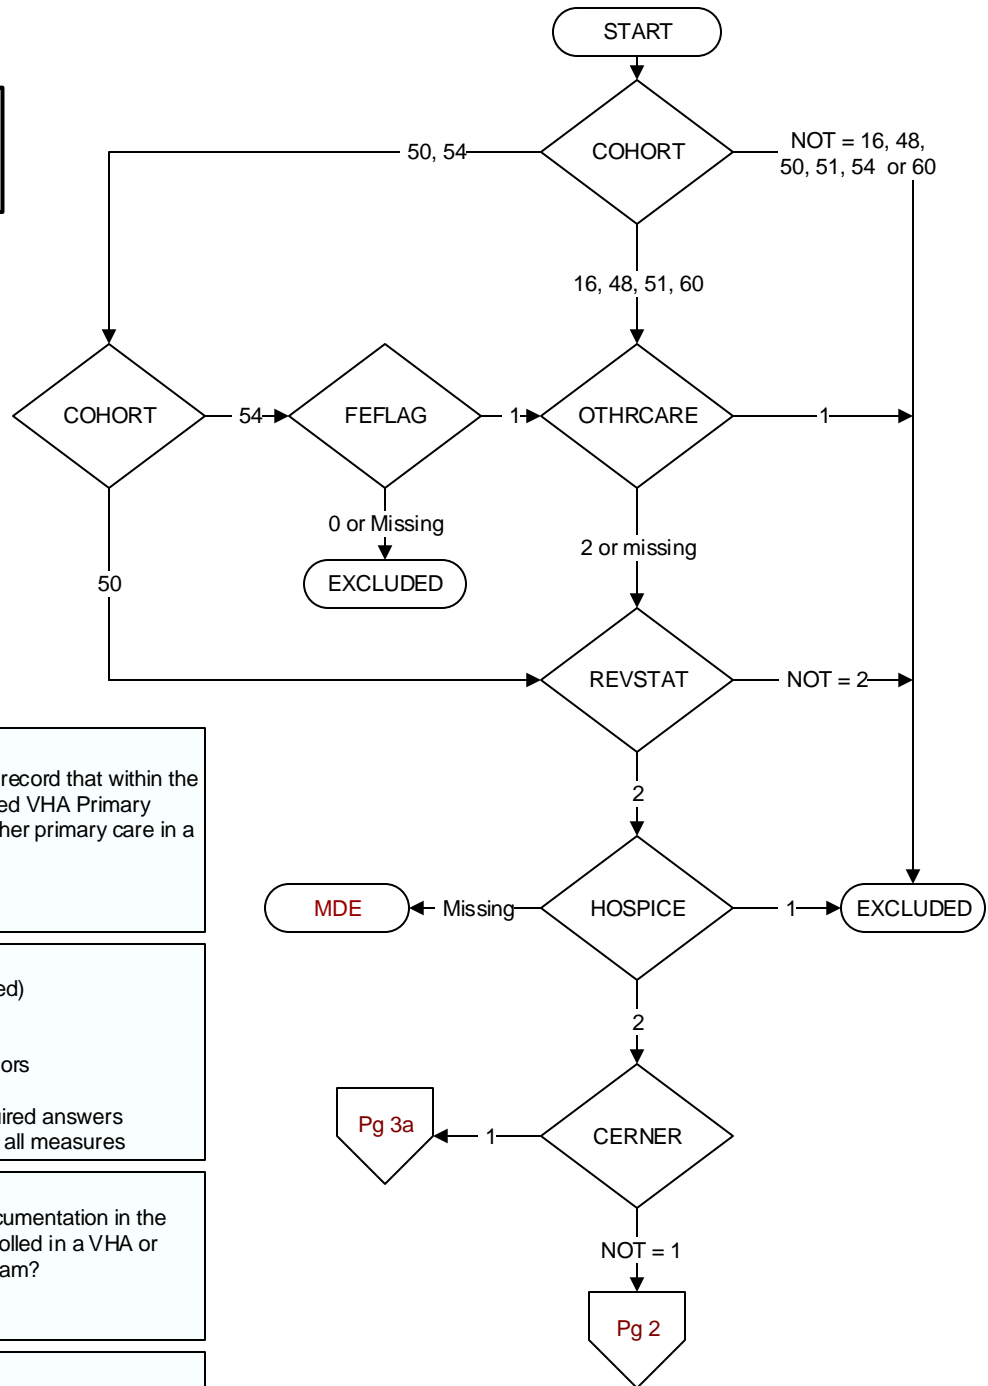 START
COHORT
50, 54
NOT = 16, 48,
50, 51, 54 or 60
16, 48, 51, 60
COHORT
54
FEFLAG
1
OTHRCARE
1
0 or Missing
2 or missing
EXCLUDED
50
REVSTAT
NOT = 2
record that within the
ed VHA Primary
her primary care in a
2
MDE
Missing
HOSPICE
1
EXCLUDED
ed)
ors
uired answers
all measures
2
Pg 3a
1
CERNER
cumentation in the
olled in a VHA or
am?
NOT = 1
Pg 2